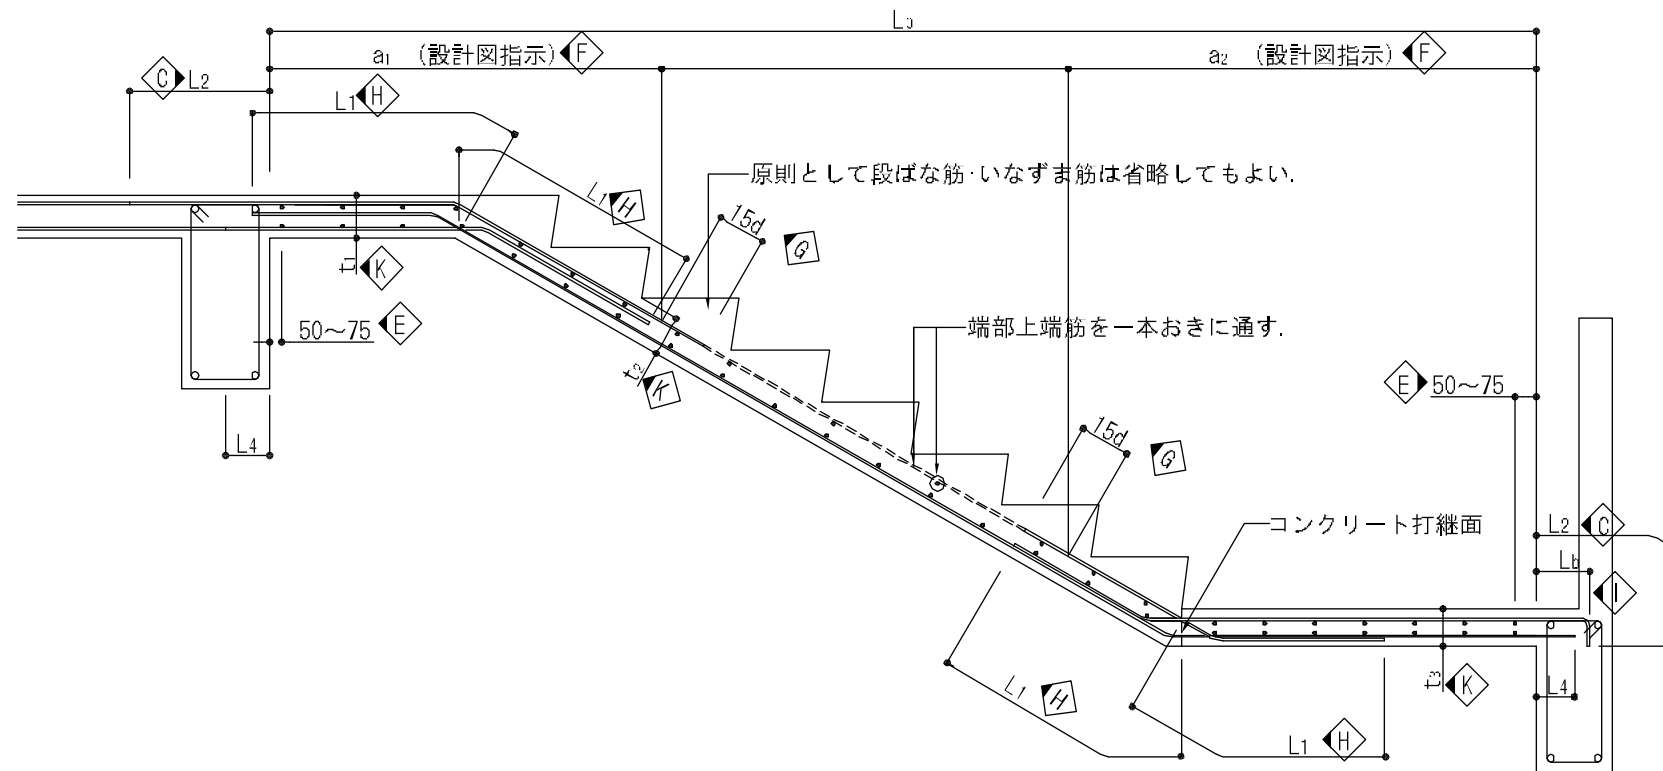 L₀
a₁ (設計図指示) F
a₂ (設計図指示) F
C L2
L1 H
原則として段ばな筋·いなずま筋は省略してもよい.
L1 H
15d
G
t₁ K
50～75 E
端部上端筋を一本おきに通す.
t₂
K
E 50～75
L4
15d
G
コンクリート打継面
L2 C
Lb
I
t₃ K
L4
L1 H
L1 H